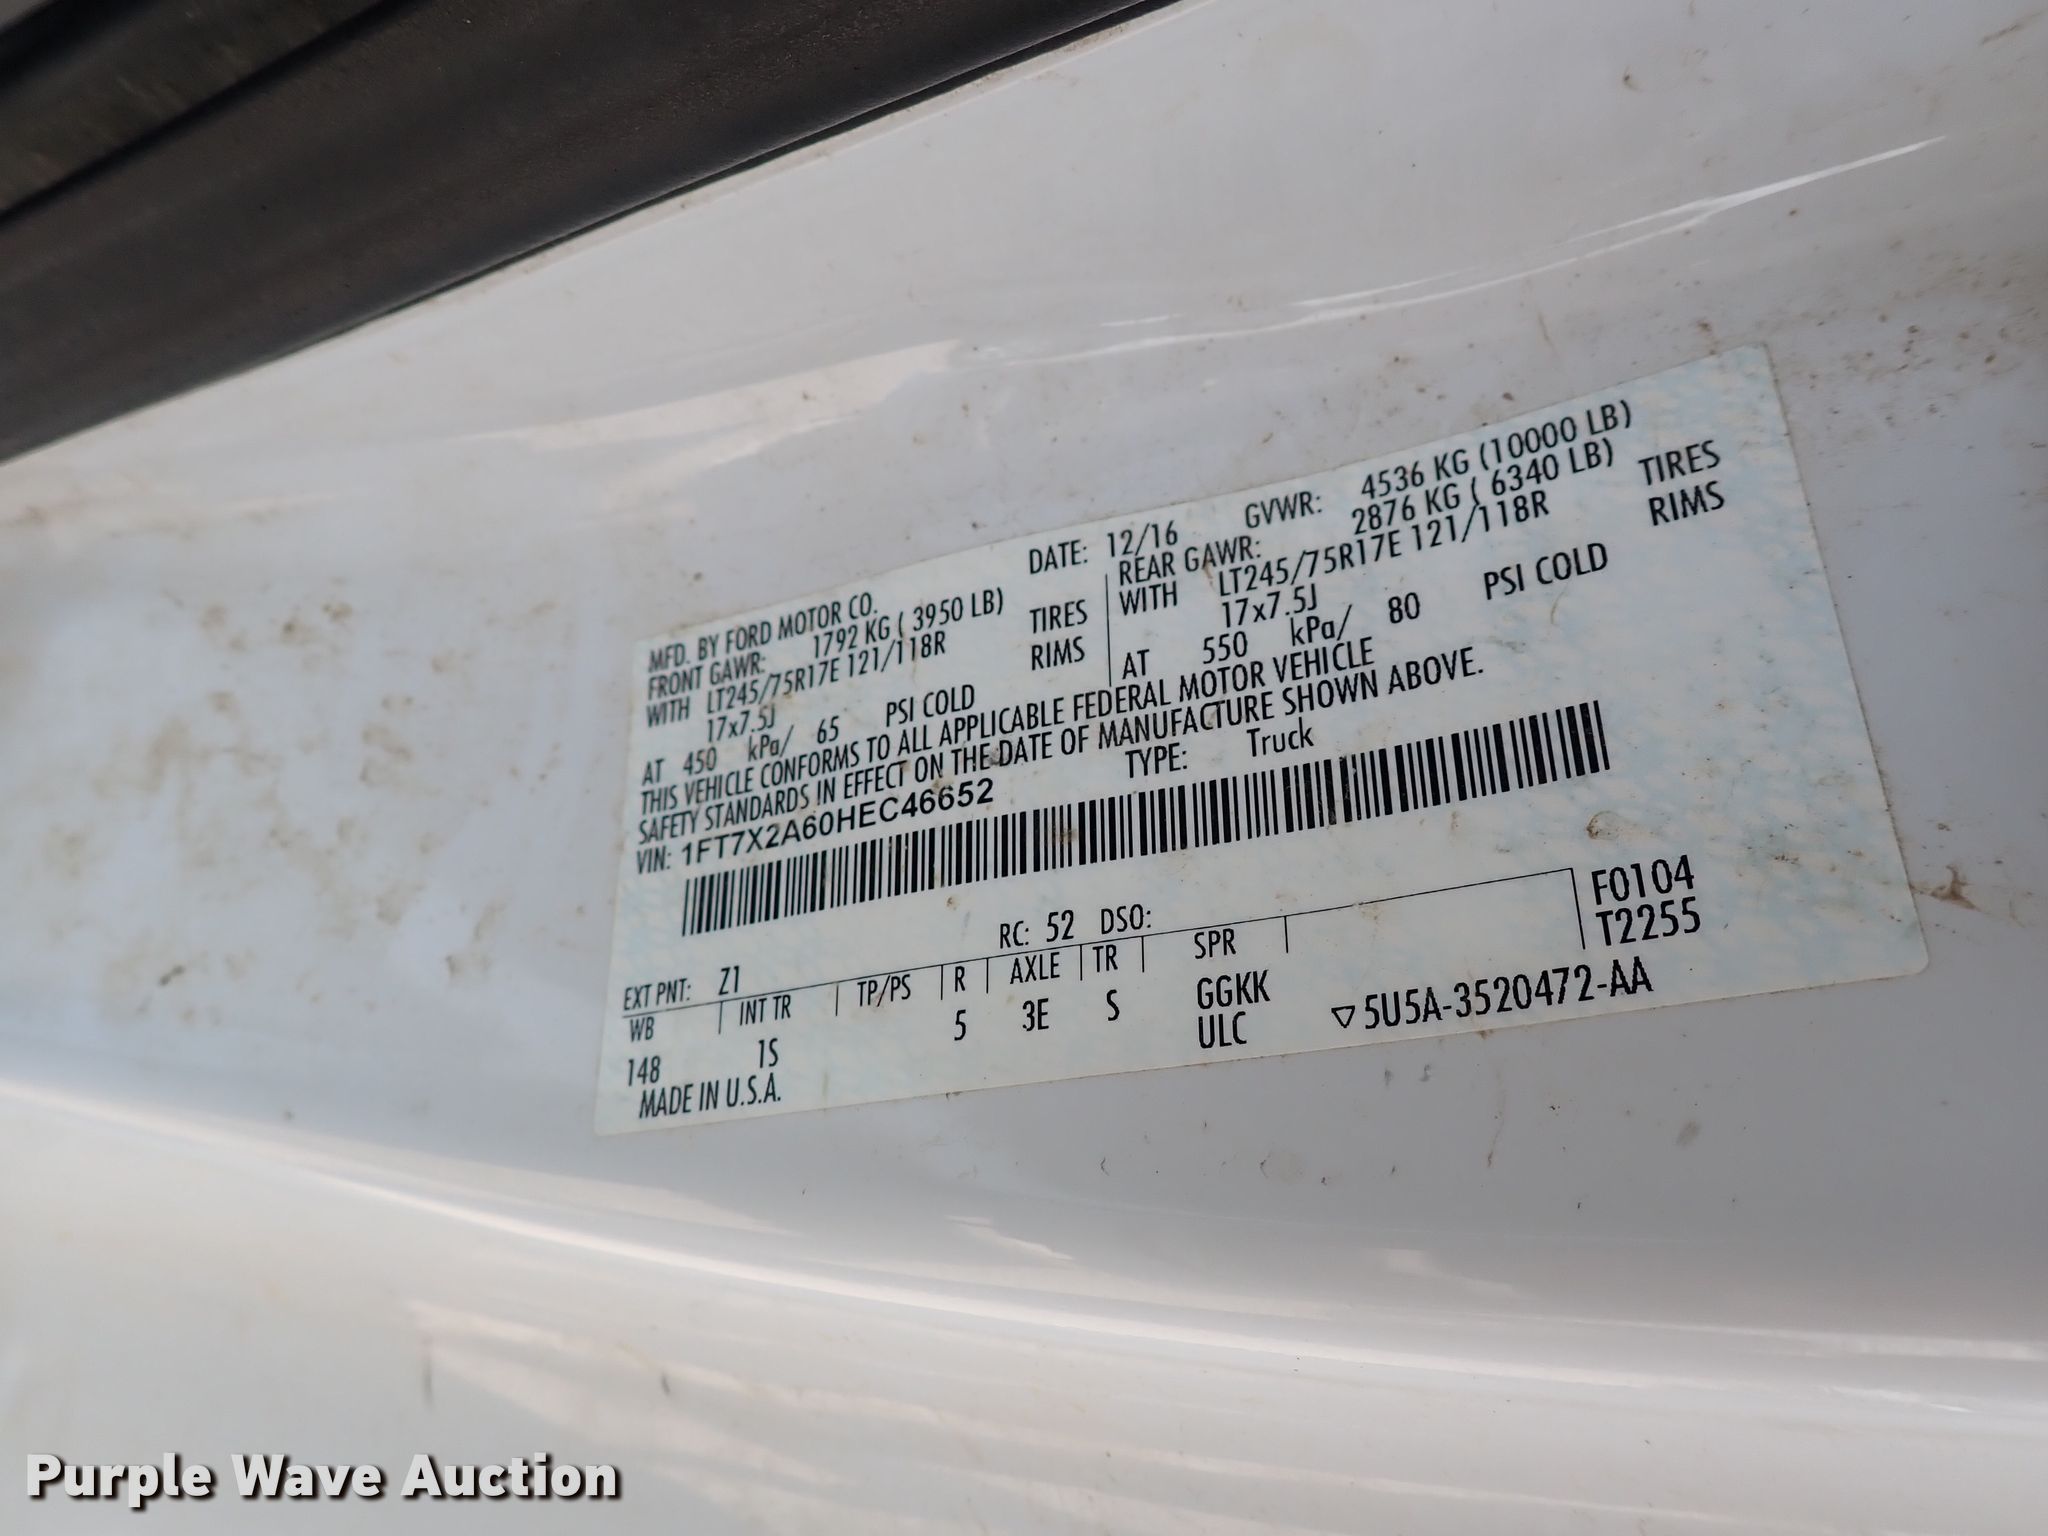 MFD. BY FORD MOTOR CO.
DATE: 12/16
GVWR: 4536 KG (10000 LB)
FRONT GAWR: 1792 KG ( 3950 LB)
REAR GAWR: 2876 KG ( 6340 LB)
WITH LT245/75R17E 121/118R TIRES
WITH LT245/75R17E 121/118R TIRES
17x7.5J RIMS
17x7.5J RIMS
AT 450 kPa/ 65 PSI COLD
AT 550 kPa/ 80 PSI COLD
THIS VEHICLE CONFORMS TO ALL APPLICABLE FEDERAL MOTOR VEHICLE
SAFETY STANDARDS IN EFFECT ON THE DATE OF MANUFACTURE SHOWN ABOVE.
VIN: 1FT7X2A60HEC46652
TYPE: Truck
F0104
T2255
EXT PNT: Z1 RC: 52 DSO:
WB INT TR TP/PS R AXLE TR SPR
148 1S 5 3E S GGKK
ULC
MADE IN U.S.A.
▽5U5A-3520472-AA
Purple Wave Auction